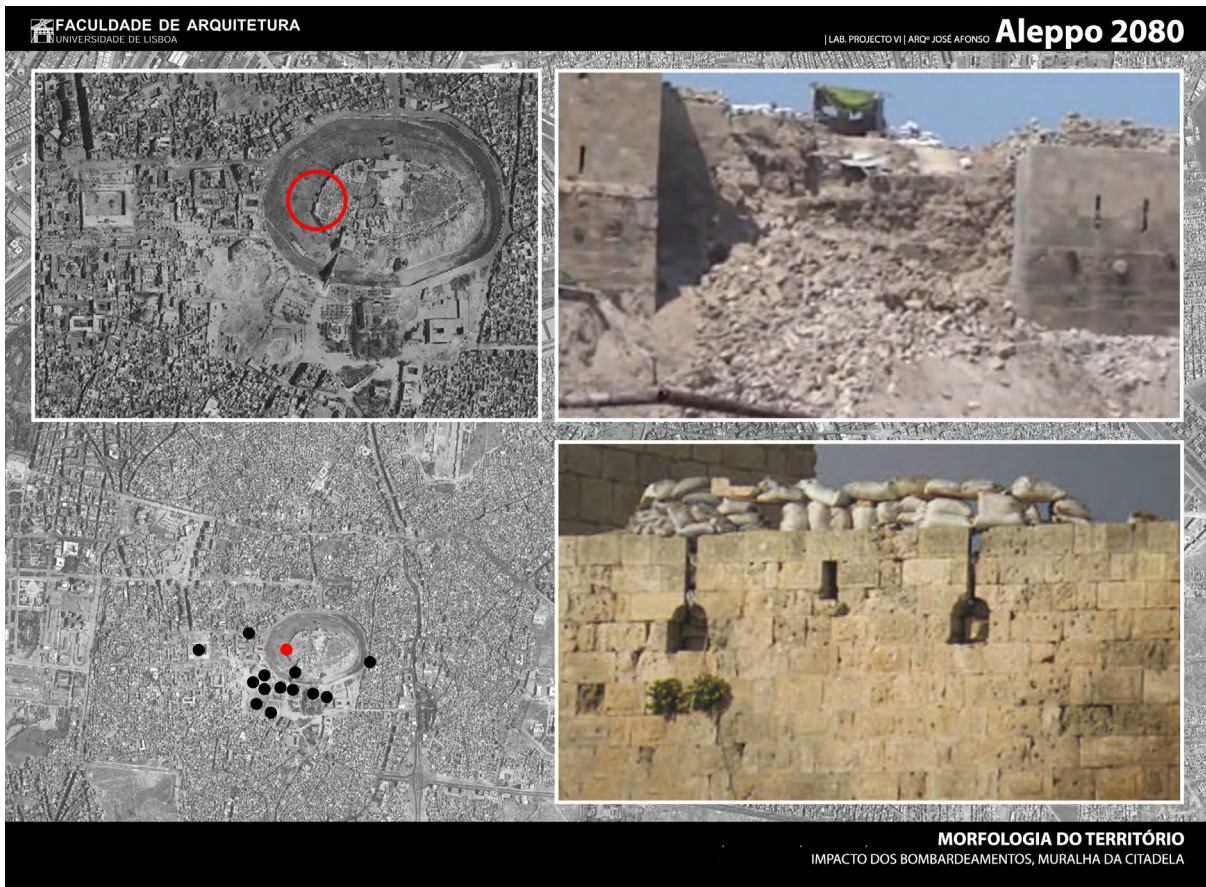 FACULDADE DE ARQUITETURA
UNIVERSIDADE DE LISBOA
| LAB. PROJECTO VI | ARQº JOSÉ AFONSO Aleppo 2080
MORFOLOGIA DO TERRITÓRIO
IMPACTO DOS BOMBARDEAMENTOS, MURALHA DA CITADELA